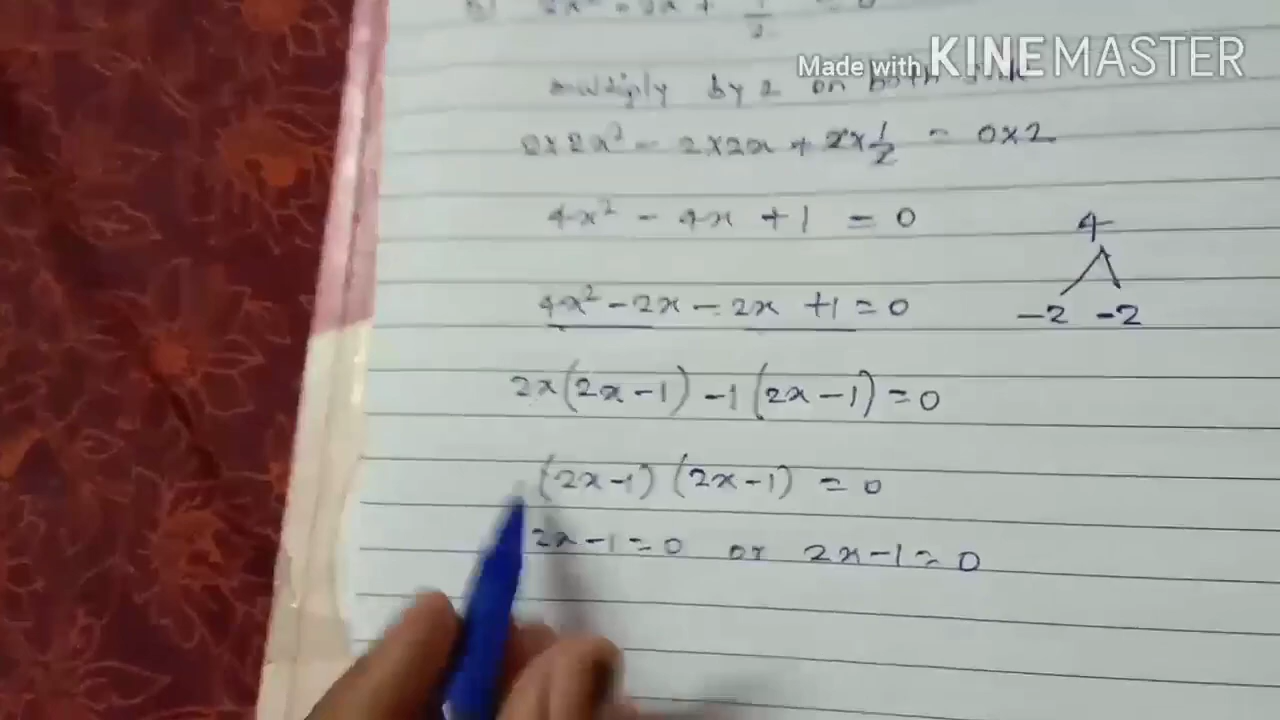 Made with KINEMASTER
multiply by 2 on both
2×2x² - 2×2x + 2×1/2 = 0×2
4x² - 4x + 1 = 0
4
-2 -2
4x² - 2x - 2x + 1 = 0
2x(2x-1) -1(2x-1) = 0
(2x-1) (2x-1) = 0
2x-1=0 or 2x-1=0